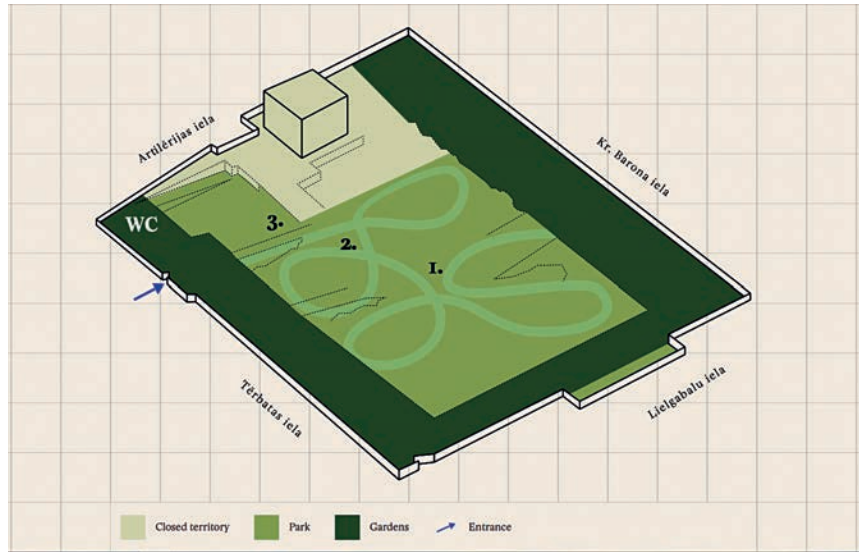 Artilērijas iela
Kr. Barona iela
WC
3.
2.
1.
Tērbatas iela
Lielgabalu iela
Closed territory
Park
Gardens
Entrance